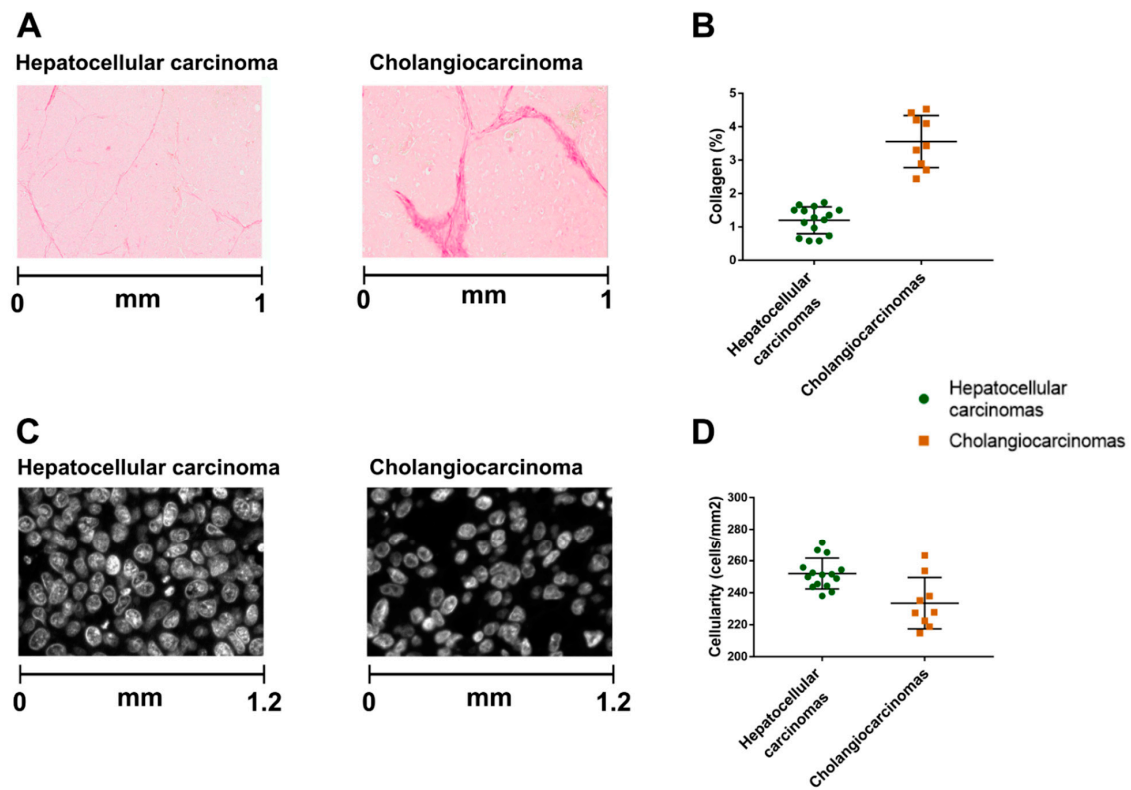 A
Hepatocellular carcinoma
Cholangiocarcinoma
0 mm 1
0 mm 1
B
Collagen (%)
5
4
3
2
1
0
Hepatocellular
carcinomas
Cholangiocarcinomas
Hepatocellular
carcinomas
Cholangiocarcinomas
C
Hepatocellular carcinoma
Cholangiocarcinoma
0 mm 1.2
0 mm 1.2
D
Cellularity (cells/mm2)
300
280
260
240
220
200
Hepatocellular
carcinomas
Cholangiocarcinomas